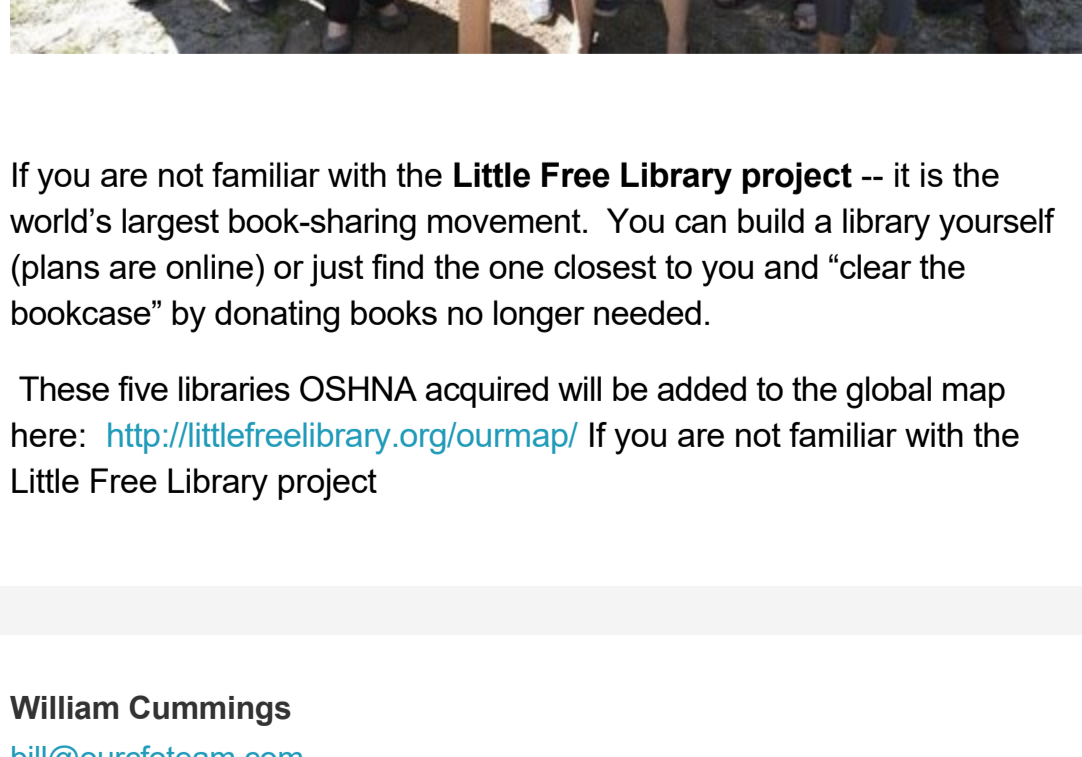 If you are not familiar with the Little Free Library project -- it is the
world’s largest book-sharing movement.  You can build a library yourself
(plans are online) or just find the one closest to you and “clear the
bookcase” by donating books no longer needed.
These five libraries OSHNA acquired will be added to the global map
here:  http://littlefreelibrary.org/ourmap/ If you are not familiar with the
Little Free Library project
William Cummings
bill@ourcfoteam.com